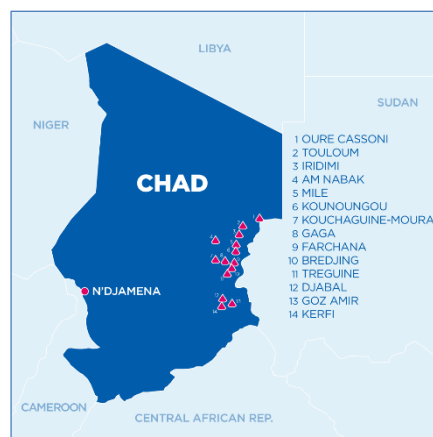 LIBYA
NIGER
SUDAN
CHAD
1 OURE CASSONI
2 TOULOUM
3 IRIDIMI
4 AM NABAK
5 MILE
6 KOUNOUNGOU
7 KOUCHAGUINE-MOURA
8 GAGA
9 FARCHANA
10 BREDJING
11 TREGUINE
12 DJABAL
13 GOZ AMIR
14 KERFI
N'DJAMENA
CAMEROON
CENTRAL AFRICAN REP.